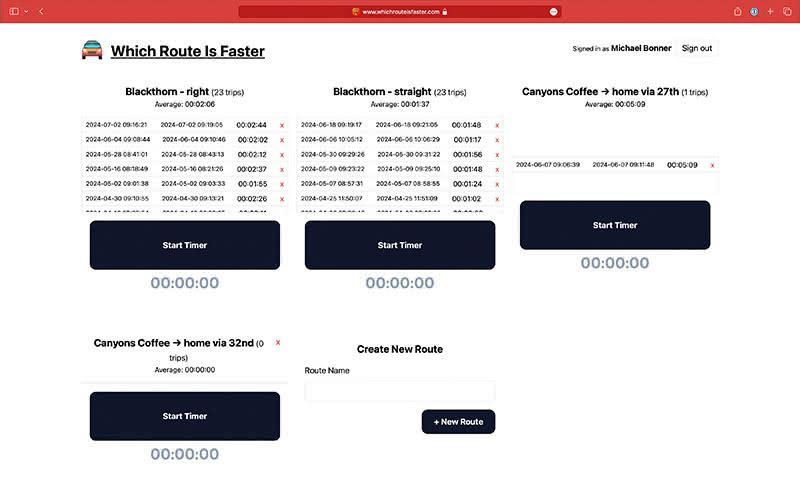 www.whichrouteisfaster.com
Which Route Is Faster
Signed in as Michael Bonner
Sign out
Blackthorn - right (23 trips)
Average: 00:02:06
2024-07-02 09:16:21 2024-07-02 09:19:05 00:02:44 x
2024-06-04 09:08:44 2024-06-04 09:10:46 00:02:02 x
2024-05-28 08:41:01 2024-05-28 08:43:13 00:02:12 x
2024-05-16 08:18:49 2024-05-16 08:21:26 00:02:37 x
2024-05-02 09:01:38 2024-05-02 09:03:33 00:01:55 x
2024-04-30 09:10:55 2024-04-30 09:13:21 00:02:26 x
Start Timer
00:00:00
Blackthorn - straight (23 trips)
Average: 00:01:37
2024-06-18 09:19:17 2024-06-18 09:21:05 00:01:48 x
2024-06-06 10:05:12 2024-06-06 10:06:29 00:01:17 x
2024-05-30 09:29:26 2024-05-30 09:31:22 00:01:56 x
2024-05-09 09:23:22 2024-05-09 09:25:10 00:01:48 x
2024-05-07 08:57:31 2024-05-07 08:58:55 00:01:24 x
2024-04-25 11:50:07 2024-04-25 11:51:09 00:01:02 x
Start Timer
00:00:00
Canyons Coffee → home via 27th (1 trips)
Average: 00:05:09
2024-06-07 09:06:39 2024-06-07 09:11:48 00:05:09 x
Start Timer
00:00:00
Canyons Coffee → home via 32nd (0 x
trips)
Average: 00:00:00
Start Timer
00:00:00
Create New Route
Route Name
+ New Route